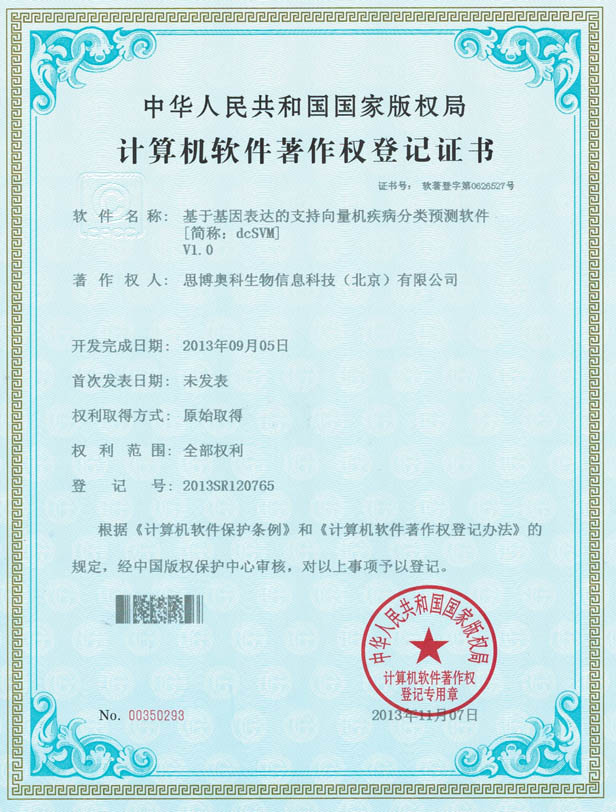 中华人民共和国国家版权局
计算机软件著作权登记证书
证书号： 软著登字第0626527号
软件名称： 基于基因表达的支持向量机疾病分类预测软件
[简称：dcSVM]
V1.0
著作权人： 思博奥科生物信息科技（北京）有限公司
开发完成日期： 2013年09月05日
首次发表日期： 未发表
权利取得方式： 原始取得
权利范围： 全部权利
登记号： 2013SR120765
根据《计算机软件保护条例》和《计算机软件著作权登记办法》的
规定，经中国版权保护中心审核，对以上事项予以登记。
中华人民共和国国家版权局
计算机软件著作权
登记专用章
No. 00350293
2013年11月07日